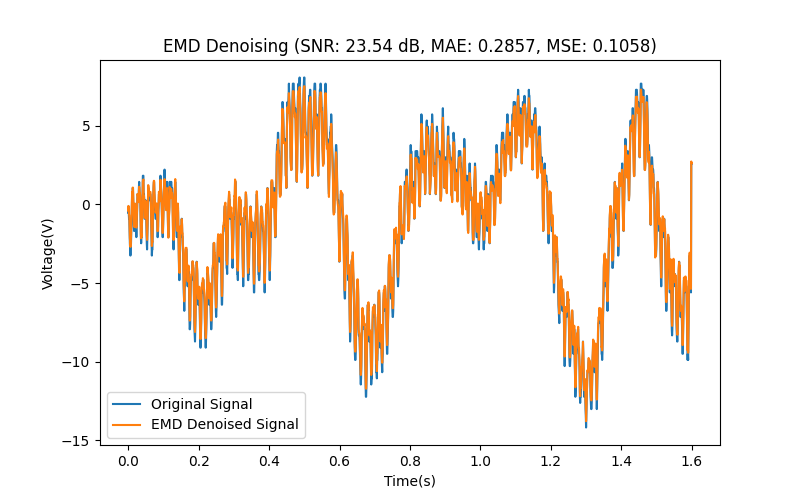 EMD Denoising (SNR: 23.54 dB, MAE: 0.2857, MSE: 0.1058)
5
0
−5
−10
−15
Voltage(V)
Original Signal
EMD Denoised Signal
0.0 0.2 0.4 0.6 0.8 1.0 1.2 1.4 1.6
Time(s)